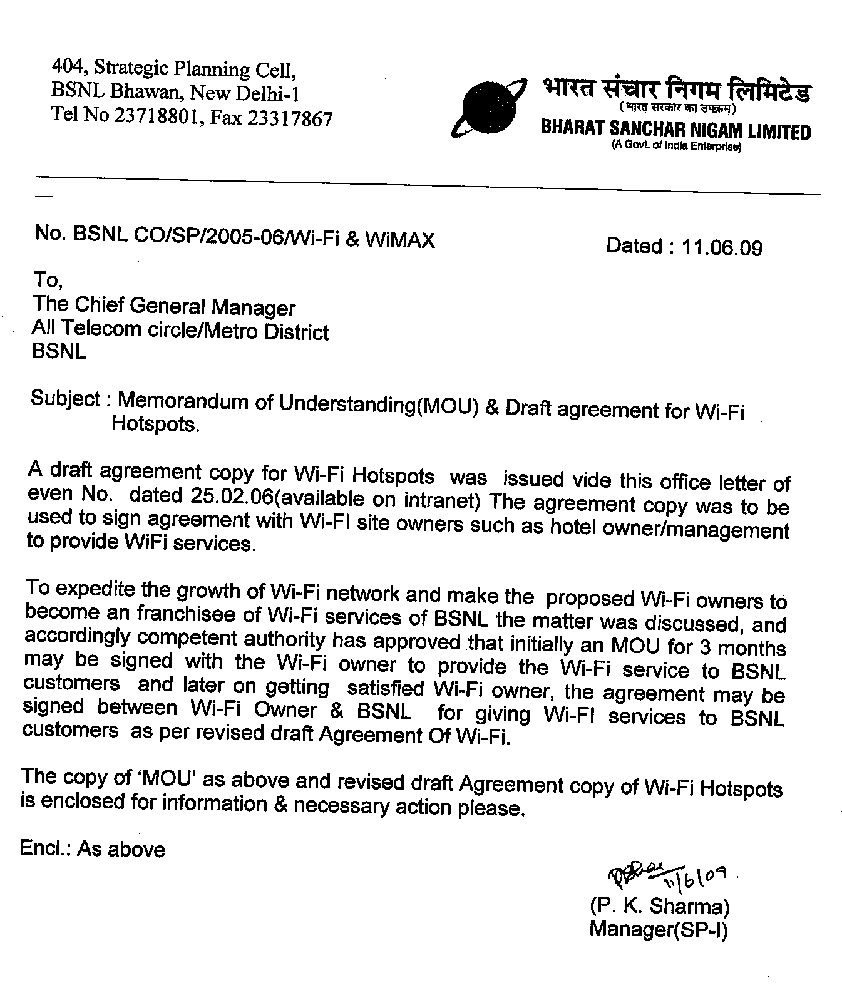 404, Strategic Planning Cell,
BSNL Bhawan, New Delhi-1
Tel No 23718801, Fax 23317867
भारत संचार निगम लिमिटेड
(भारत सरकार का उपक्रम)
BHARAT SANCHAR NIGAM LIMITED
(A Govt. of India Enterprise)
No. BSNL CO/SP/2005-06/Wi-Fi & WiMAX
Dated : 11.06.09
To,
The Chief General Manager
All Telecom circle/Metro District
BSNL
Subject : Memorandum of Understanding(MOU) & Draft agreement for Wi-Fi
Hotspots.
A draft agreement copy for Wi-Fi Hotspots was issued vide this office letter of
even No. dated 25.02.06(available on intranet) The agreement copy was to be
used to sign agreement with Wi-FI site owners such as hotel owner/management
to provide WiFi services.
To expedite the growth of Wi-Fi network and make the proposed Wi-Fi owners to
become an franchisee of Wi-Fi services of BSNL the matter was discussed, and
accordingly competent authority has approved that initially an MOU for 3 months
may be signed with the Wi-Fi owner to provide the Wi-Fi service to BSNL
customers and later on getting satisfied Wi-Fi owner, the agreement may be
signed between Wi-Fi Owner & BSNL for giving Wi-FI services to BSNL
customers as per revised draft Agreement Of Wi-Fi.
The copy of ‘MOU’ as above and revised draft Agreement copy of Wi-Fi Hotspots
is enclosed for information & necessary action please.
Encl.: As above
11/6/09
(P. K. Sharma)
Manager(SP-I)